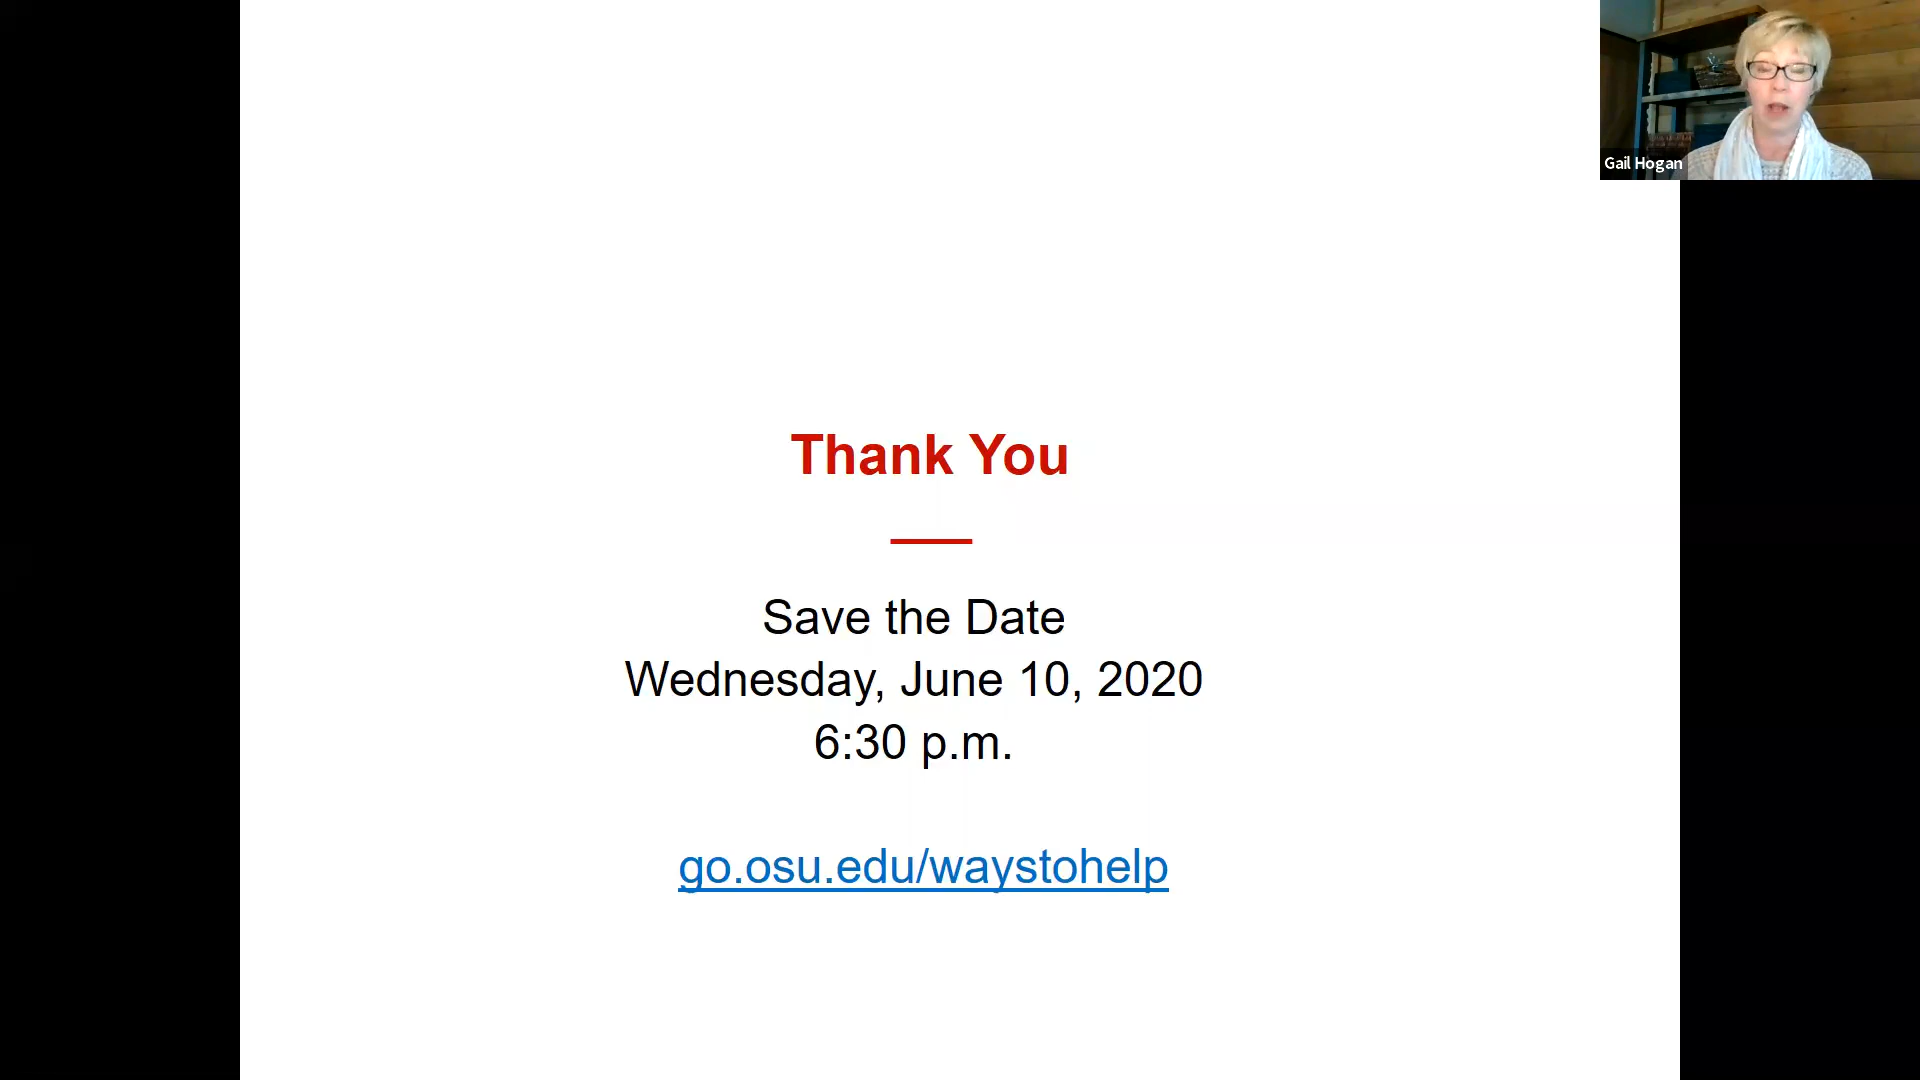 Gail Hogan
Thank You
Save the Date
Wednesday, June 10, 2020
6:30 p.m.
go.osu.edu/waystohelp